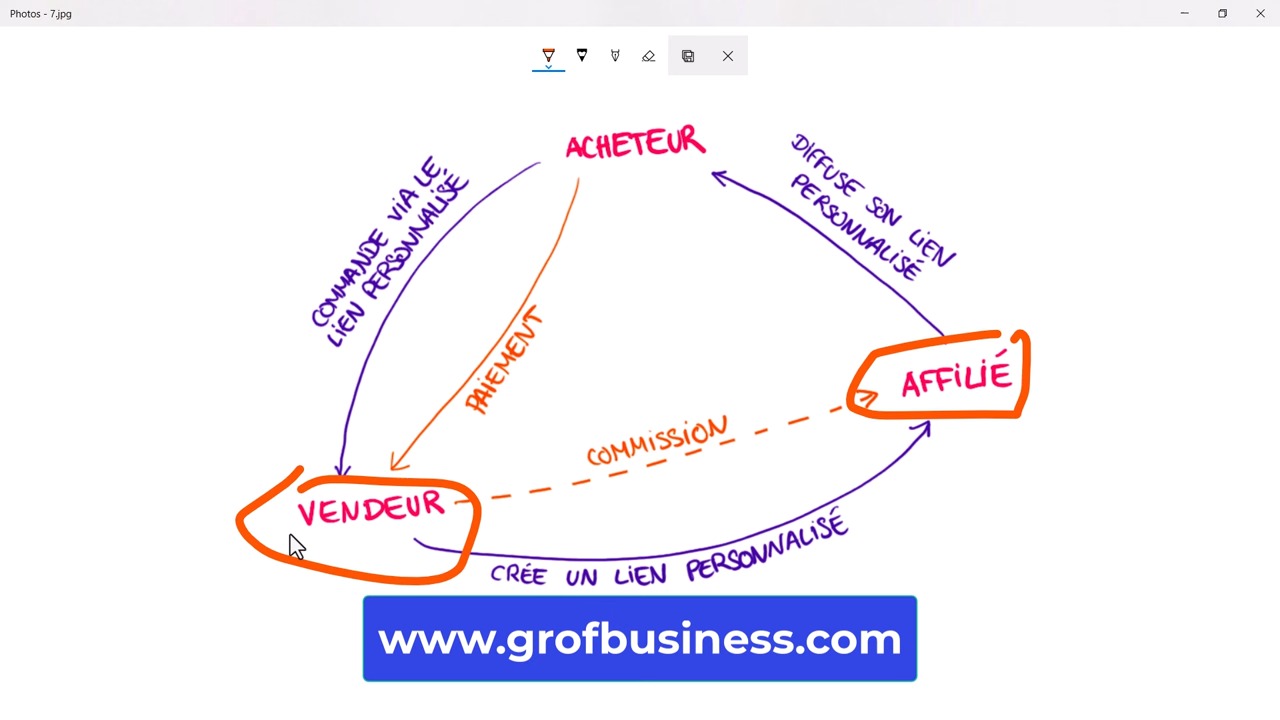 Photos - 7.jpg
ACHETEUR
DIFFUSE SON LIEN
PERSONNALISÉ
COMMANDE VIA LE
LIEN PERSONNALISÉ
PAIEMENT
AFFILIÉ
COMMISSION
VENDEUR
CRÉE UN LIEN PERSONNALISÉ
www.grofbusiness.com